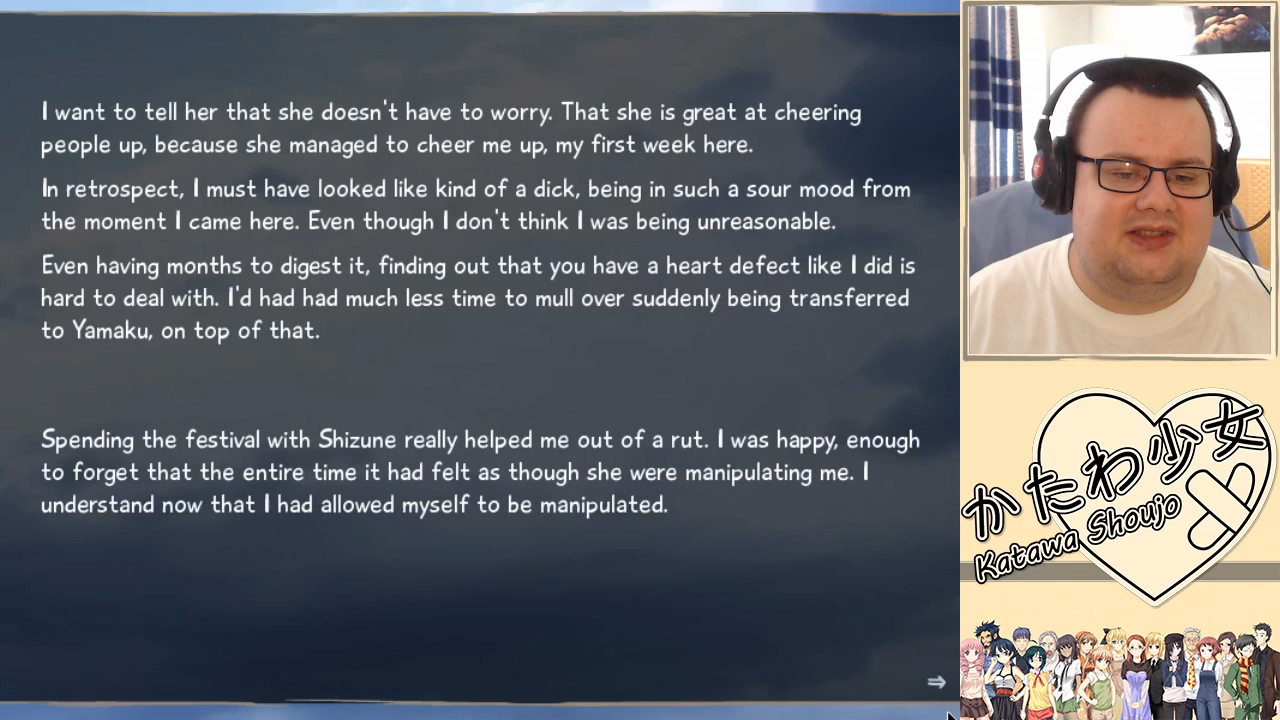 I want to tell her that she doesn't have to worry. That she is great at cheering
people up, because she managed to cheer me up, my first week here.
In retrospect, I must have looked like kind of a dick, being in such a sour mood from
the moment I came here. Even though I don't think I was being unreasonable.
Even having months to digest it, finding out that you have a heart defect like I did is
hard to deal with. I'd had had much less time to mull over suddenly being transferred
to Yamaku, on top of that.
Spending the festival with Shizune really helped me out of a rut. I was happy, enough
to forget that the entire time it had felt as though she were manipulating me. I
understand now that I had allowed myself to be manipulated.
かたわ少女
Katawa Shoujo